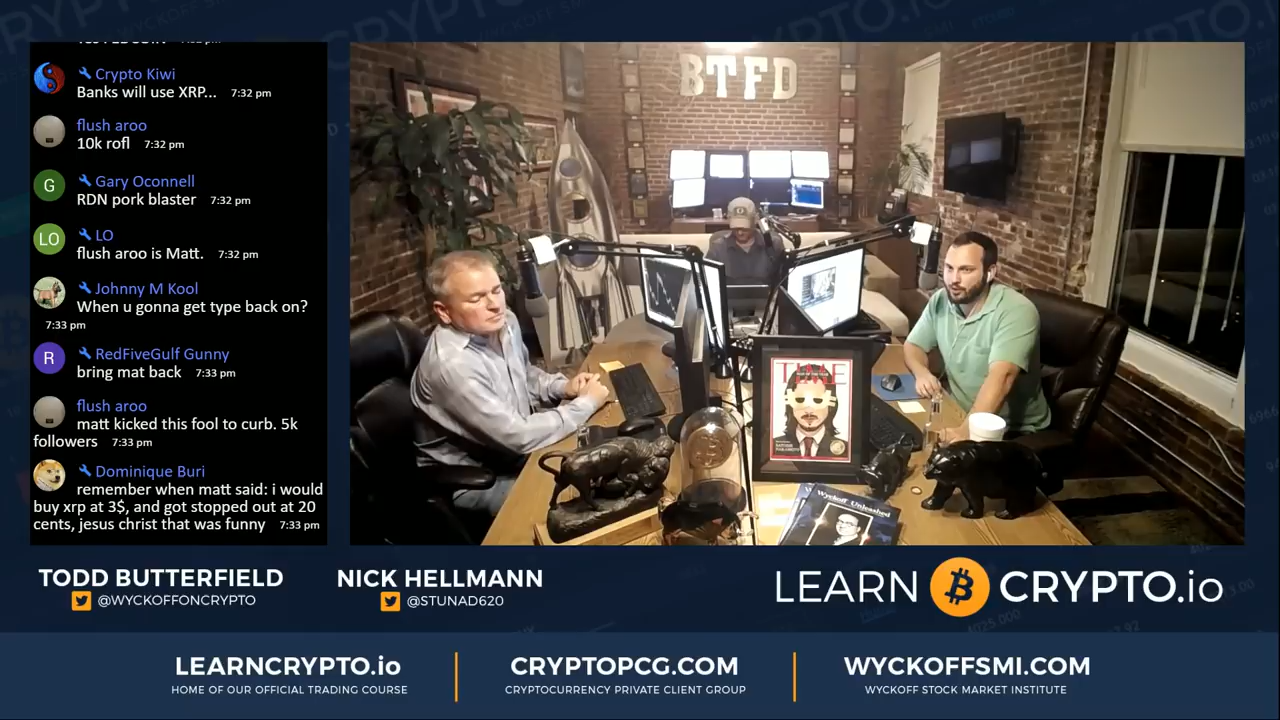 Crypto Kiwi
Banks will use XRP... 7:32 pm
flush aroo
10k rofl 7:32 pm
G
Gary Oconnell
RDN pork blaster 7:32 pm
LO
LO
flush aroo is Matt. 7:32 pm
Johnny M Kool
When u gonna get type back on?
7:33 pm
R
RedFiveGulf Gunny
bring mat back 7:33 pm
flush aroo
matt kicked this fool to curb. 5k
followers 7:33 pm
Dominique Buri
remember when matt said: i would
buy xrp at 3$, and got stopped out at 20
cents, jesus christ that was funny 7:33 pm
BTFD
TIME
Wyckoff Unleashed
TODD BUTTERFIELD
@WYCKOFFONCRYPTO
NICK HELLMANN
@STUNAD620
LEARN CRYPTO.io
LEARNCRYPTO.io
HOME OF OUR OFFICIAL TRADING COURSE
CRYPTOPCG.COM
CRYPTOCURRENCY PRIVATE CLIENT GROUP
WYCKOFFSMI.COM
WYCKOFF STOCK MARKET INSTITUTE